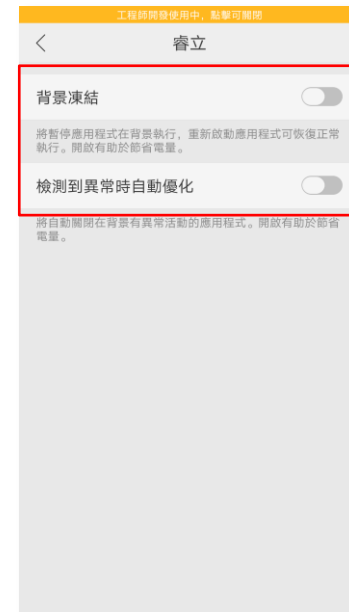 工程師開發使用中，點擊可關閉
睿立
背景凍結
將暫停應用程式在背景執行，重新啟動應用程式可恢復正常
執行。開啟有助於節省電量。
檢測到異常時自動優化
將自動關閉在背景有異常活動的應用程式。開啟有助於節省
電量。